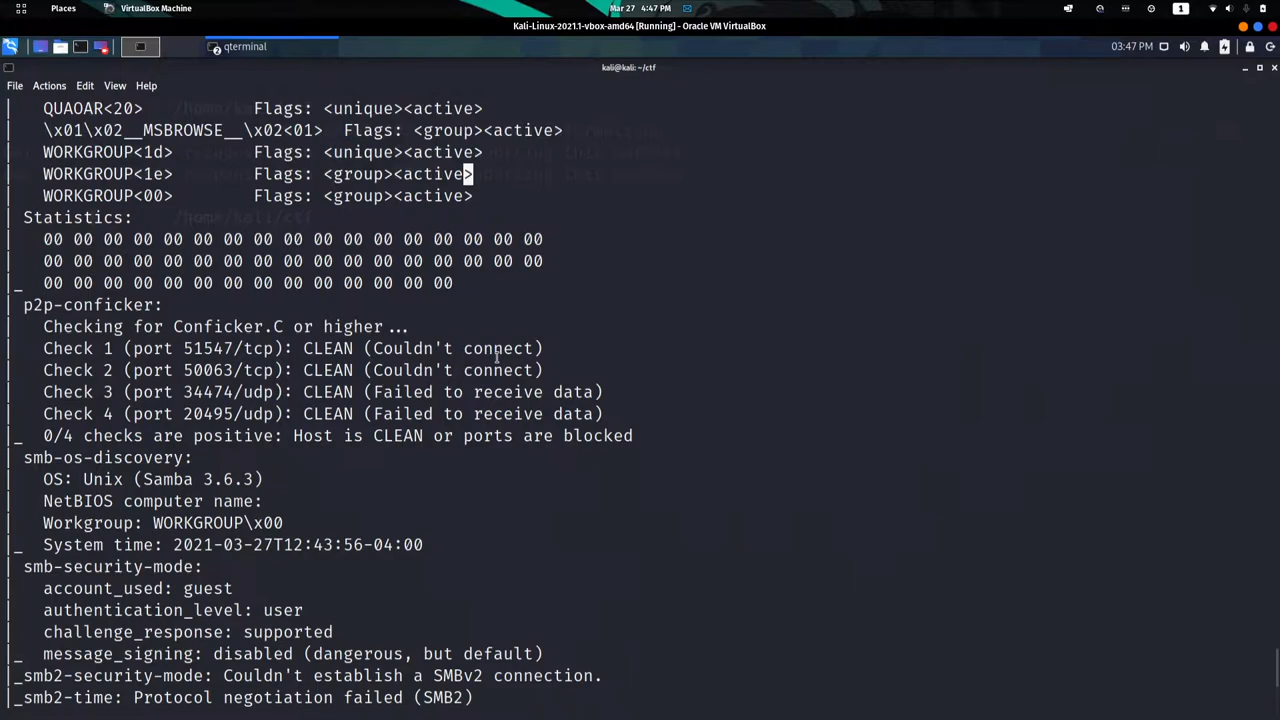 Places VirtualBox Machine Mar 27 4:47 PM 1
Kali-Linux-2021.1-vbox-amd64 [Running] - Oracle VM VirtualBox
qterminal 03:47 PM
kali@kali: ~/ctf
File Actions Edit View Help
| QUAOAR<20> Flags: <unique><active>
| \x01\x02__MSBROWSE__\x02<01> Flags: <group><active>
| WORKGROUP<1d> Flags: <unique><active>
| WORKGROUP<1e> Flags: <group><active>
| WORKGROUP<00> Flags: <group><active>
| Statistics:
| 00 00 00 00 00 00 00 00 00 00 00 00 00 00 00 00 00
| 00 00 00 00 00 00 00 00 00 00 00 00 00 00 00 00 00
|_ 00 00 00 00 00 00 00 00 00 00 00 00 00 00
| p2p-conficker:
| Checking for Conficker.C or higher...
| Check 1 (port 51547/tcp): CLEAN (Couldn't connect)
| Check 2 (port 50063/tcp): CLEAN (Couldn't connect)
| Check 3 (port 34474/udp): CLEAN (Failed to receive data)
| Check 4 (port 20495/udp): CLEAN (Failed to receive data)
|_ 0/4 checks are positive: Host is CLEAN or ports are blocked
| smb-os-discovery:
| OS: Unix (Samba 3.6.3)
| NetBIOS computer name:
| Workgroup: WORKGROUP\x00
|_ System time: 2021-03-27T12:43:56-04:00
| smb-security-mode:
| account_used: guest
| authentication_level: user
| challenge_response: supported
|_ message_signing: disabled (dangerous, but default)
|_smb2-security-mode: Couldn't establish a SMBv2 connection.
|_smb2-time: Protocol negotiation failed (SMB2)
/home/kali/ctf